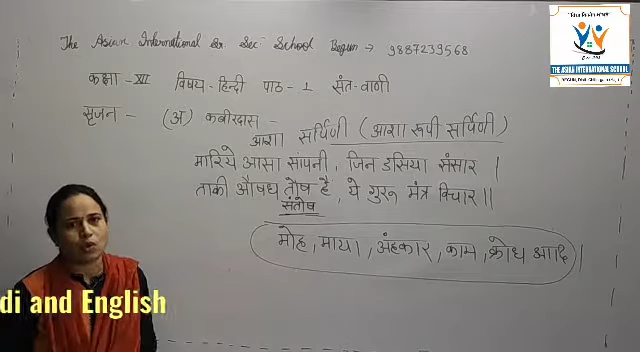 The Asian International Sr. Sec School Begun → 9887239568
कक्षा - XII विषय - हिन्दी पाठ - 1 संत-वाणी
सृजन - (अ) कबीरदास -
आशा सर्पिणी (आशा रूपी सर्पिणी)
मारिये आसा सांपनी, जिन डसिया संसार |
ताकी औषध तोष है, ये गुरू मंत्र विचार ||
संतोष
मोह, माया, अंहकार, काम, क्रोध आदि |
di and English
THE ASIAN INTERNATIONAL SCHOOL